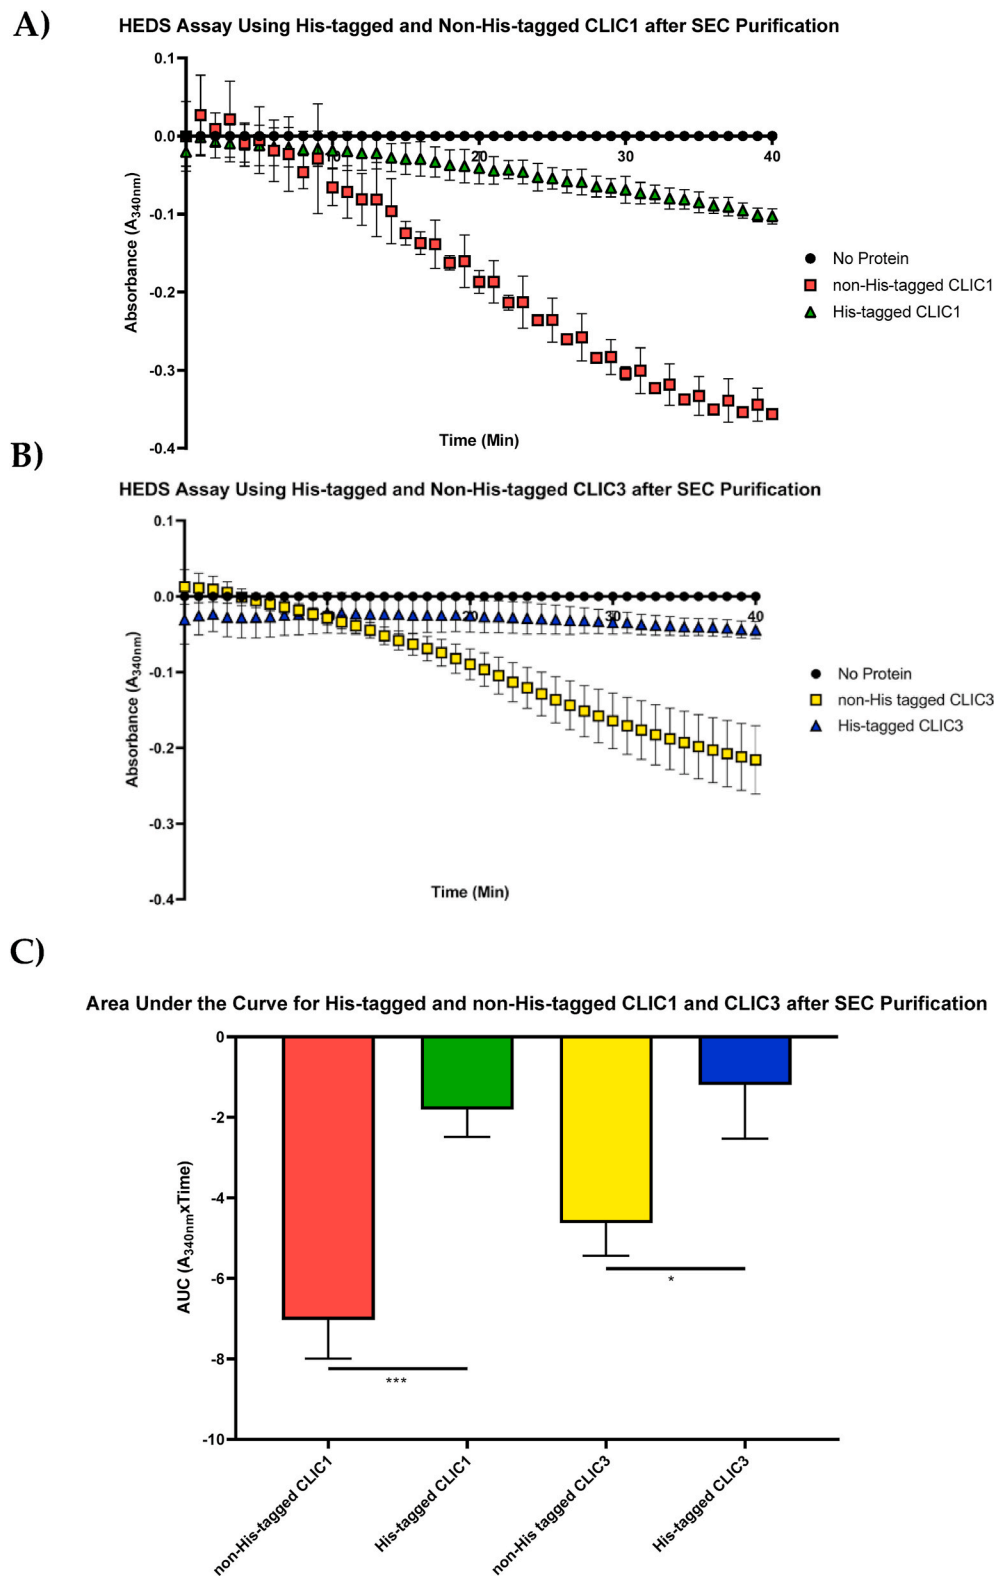 A)
HEDS Assay Using His-tagged and Non-His-tagged CLIC1 after SEC Purification
0.1
0.0
-0.1
-0.2
-0.3
-0.4
Absorbance (A340nm)
10
20
30
40
Time (Min)
No Protein
non-His-tagged CLIC1
His-tagged CLIC1
B)
HEDS Assay Using His-tagged and Non-His-tagged CLIC3 after SEC Purification
0.1
0.0
-0.1
-0.2
-0.3
-0.4
Absorbance (A340nm)
10
20
30
40
Time (Min)
No Protein
non-His tagged CLIC3
His-tagged CLIC3
C)
Area Under the Curve for His-tagged and non-His-tagged CLIC1 and CLIC3 after SEC Purification
0
-2
-4
-6
-8
-10
AUC (A340nmxTime)
***
*
non-His-tagged CLIC1
His-tagged CLIC1
non-His tagged CLIC3
His-tagged CLIC3